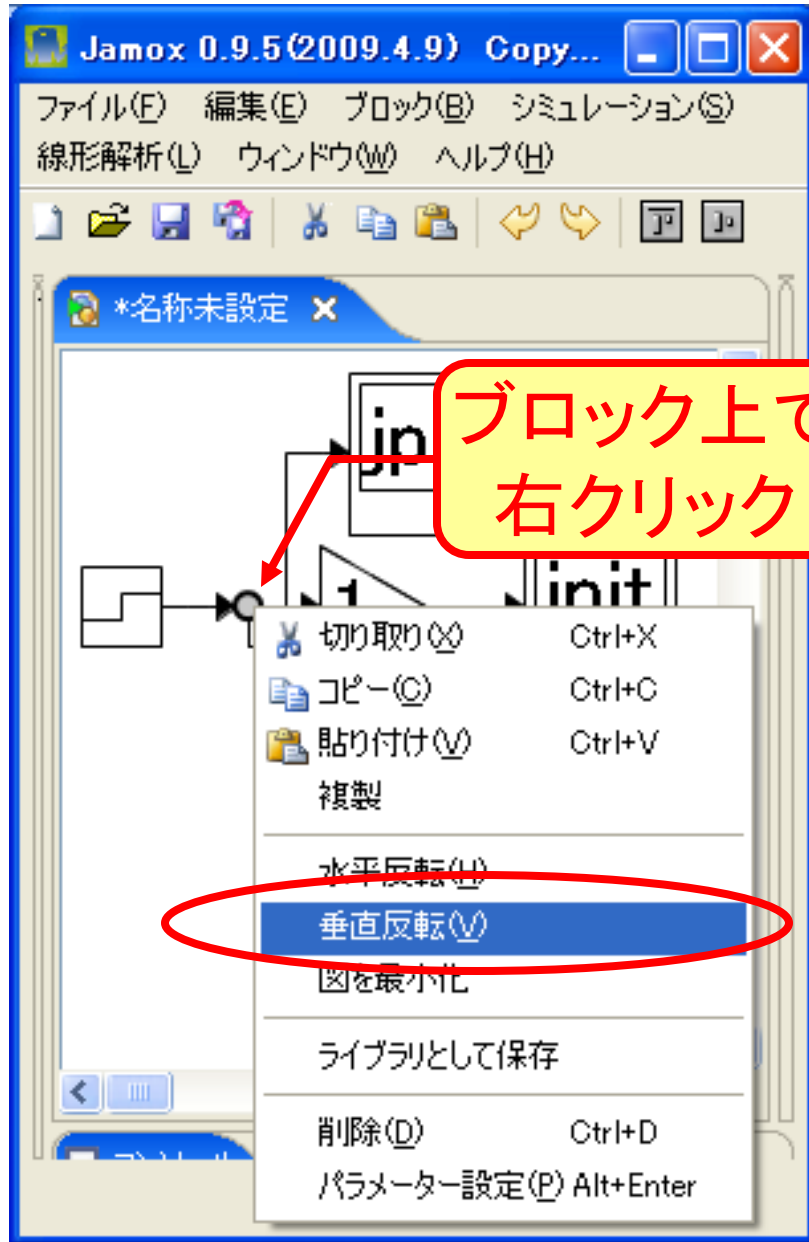 Jamox 0.9.5(2009.4.9) Copy...
ファイル(F) 編集(E) ブロック(B) シミュレーション(S)
線形解析(L) ウィンドウ(W) ヘルプ(H)
*名称未設定
jp
ブロック上で
右クリック
1
init
切り取り(X) Ctrl+X
コピー(C) Ctrl+C
貼り付け(V) Ctrl+V
複製
水平反転(H)
垂直反転(V)
図を最小化
ライブラリとして保存
削除(D) Ctrl+D
パラメーター設定(P) Alt+Enter